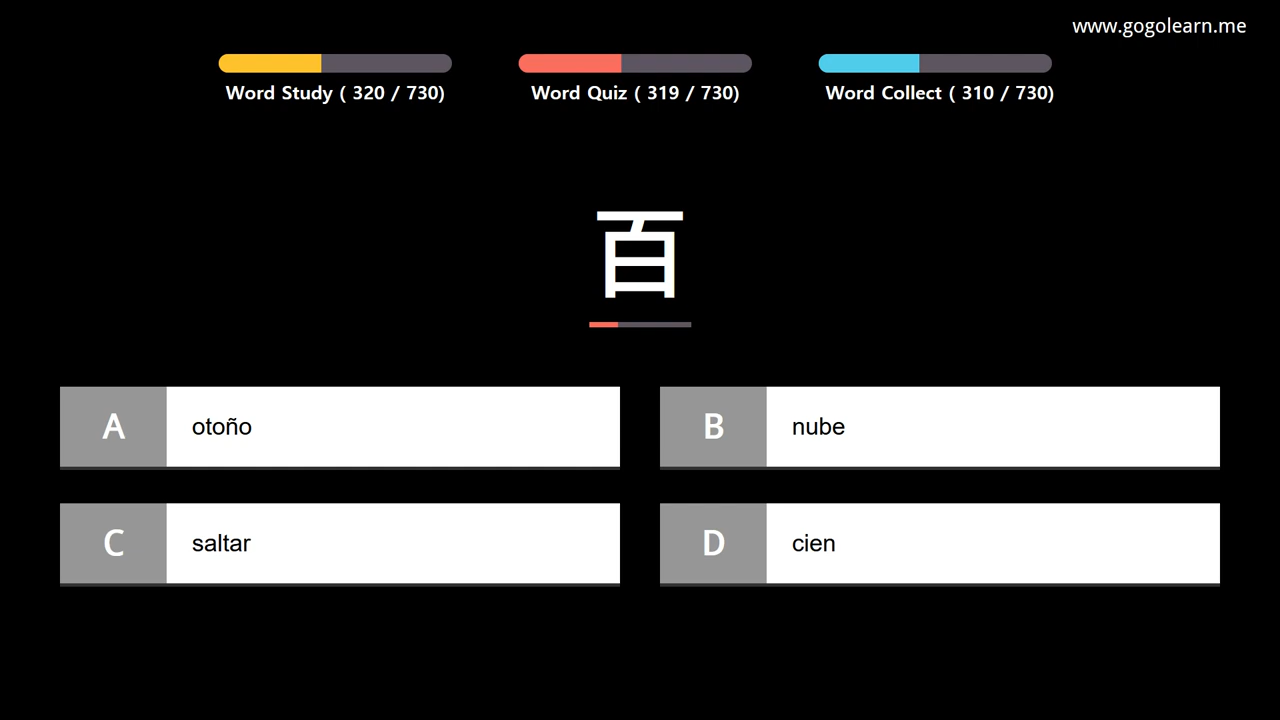 www.gogolearn.me
Word Study ( 320 / 730)
Word Quiz ( 319 / 730)
Word Collect ( 310 / 730)
百
A otoño
B nube
C saltar
D cien